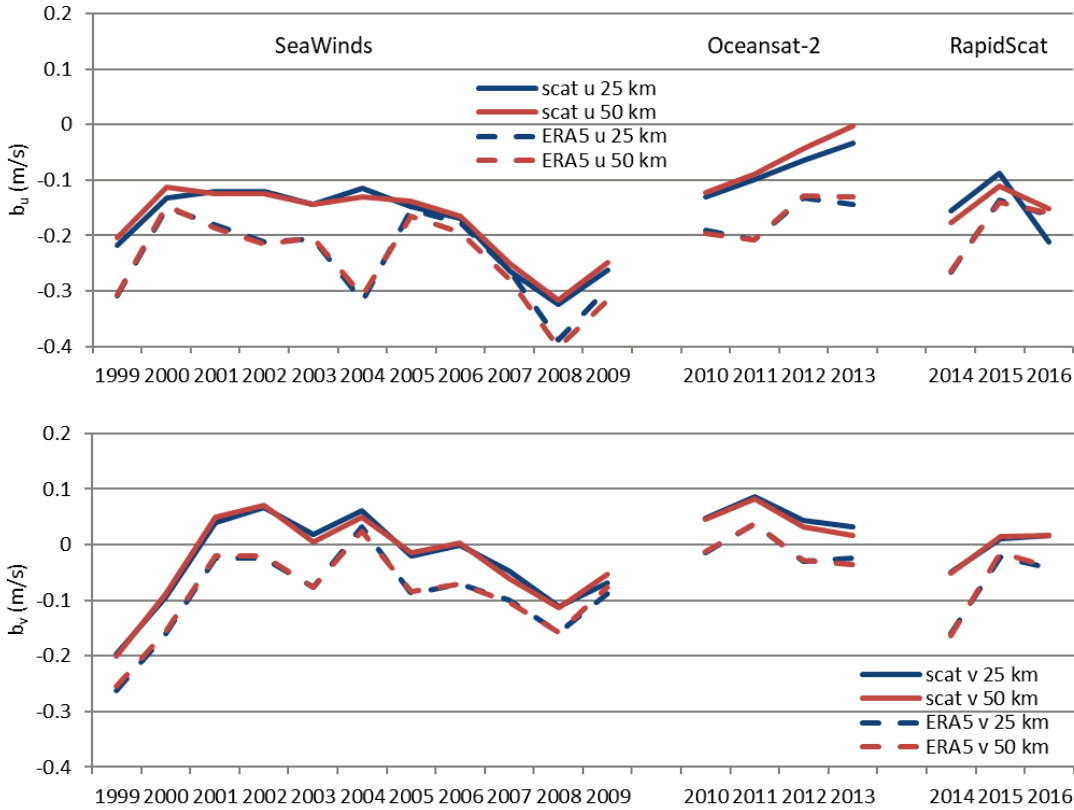 0.2
SeaWinds Oceansat-2 RapidScat
0.1
scat u 25 km
scat u 50 km
0
ERA5 u 25 km
ERA5 u 50 km
-0.1
-0.2
-0.3
-0.4
b_u (m/s)
1999 2000 2001 2002 2003 2004 2005 2006 2007 2008 2009 2010 2011 2012 2013 2014 2015 2016
0.2
0.1
0
-0.1
-0.2
scat v 25 km
scat v 50 km
-0.3
ERA5 v 25 km
ERA5 v 50 km
-0.4
b_v (m/s)
1999 2000 2001 2002 2003 2004 2005 2006 2007 2008 2009 2010 2011 2012 2013 2014 2015 2016